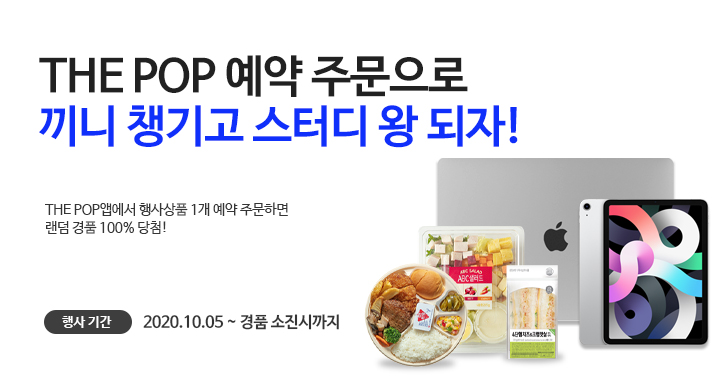 THE POP 예약 주문으로
끼니 챙기고 스터디 왕 되자!
THE POP앱에서 행사상품 1개 예약 주문하면
랜덤 경품 100% 당첨!
행사 기간
2020.10.05 ~ 경품 소진시까지
ABC SALAD
ABC샐러드